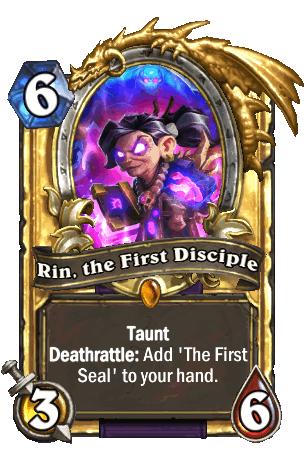 6
Rin, the First Disciple
Taunt
Deathrattle: Add 'The First
Seal' to your hand.
3
6